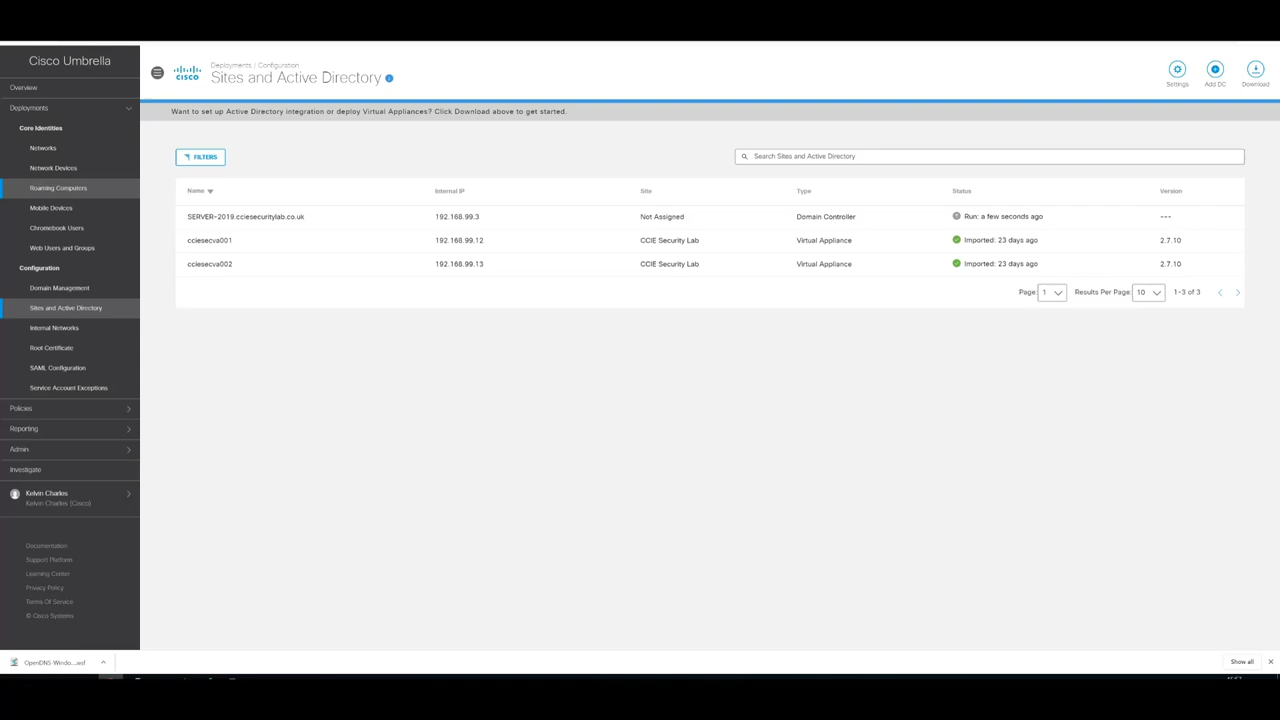 Cisco Umbrella
Overview
Deployments
Core Identities
Networks
Network Devices
Roaming Computers
Mobile Devices
Chromebook Users
Web Users and Groups
Configuration
Domain Management
Sites and Active Directory
Internal Networks
Root Certificate
SAML Configuration
Service Account Exceptions
Policies
Reporting
Admin
Investigate
Kelvin Charles
Kelvin Charles (Cisco)
Documentation
Support Platform
Learning Center
Privacy Policy
Terms Of Service
© Cisco Systems
CISCO
Deployments / Configuration
Sites and Active Directory
Settings
Add DC
Download
Want to set up Active Directory integration or deploy Virtual Appliances? Click Download above to get started.
FILTERS
Search Sites and Active Directory
Name Internal IP Site Type Status Version
SERVER-2019.cciesecuritylab.co.uk 192.168.99.3 Not Assigned Domain Controller Run: a few seconds ago ---
cciesecva001 192.168.99.12 CCIE Security Lab Virtual Appliance Imported: 23 days ago 2.7.10
cciesecva002 192.168.99.13 CCIE Security Lab Virtual Appliance Imported: 23 days ago 2.7.10
Page: 1 Results Per Page: 10 1-3 of 3
OpenDNS-Windo...wsf
Show all